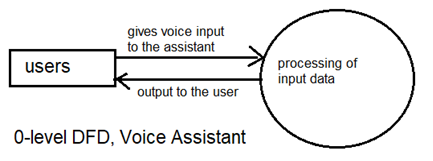 gives voice input
to the assistant
users
processing of
input data
output to the user
0-level DFD, Voice Assistant